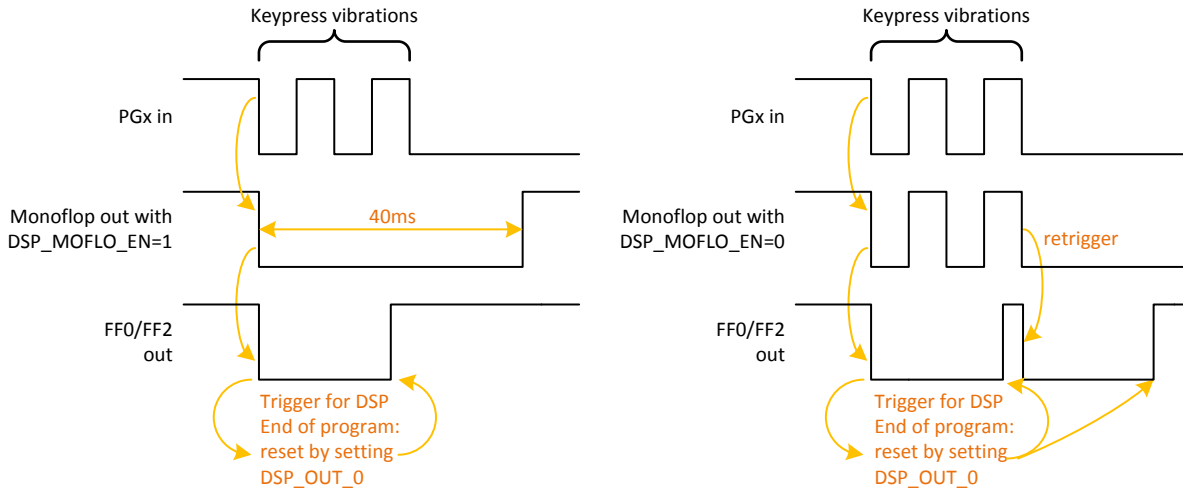 Keypress vibrations
PGx in
Monoflop out with
DSP_MOFLO_EN=1
40ms
FF0/FF2
out
Trigger for DSP
End of program:
reset by setting
DSP_OUT_0
Keypress vibrations
PGx in
Monoflop out with
DSP_MOFLO_EN=0
retrigger
FF0/FF2
out
Trigger for DSP
End of program:
reset by setting
DSP_OUT_0